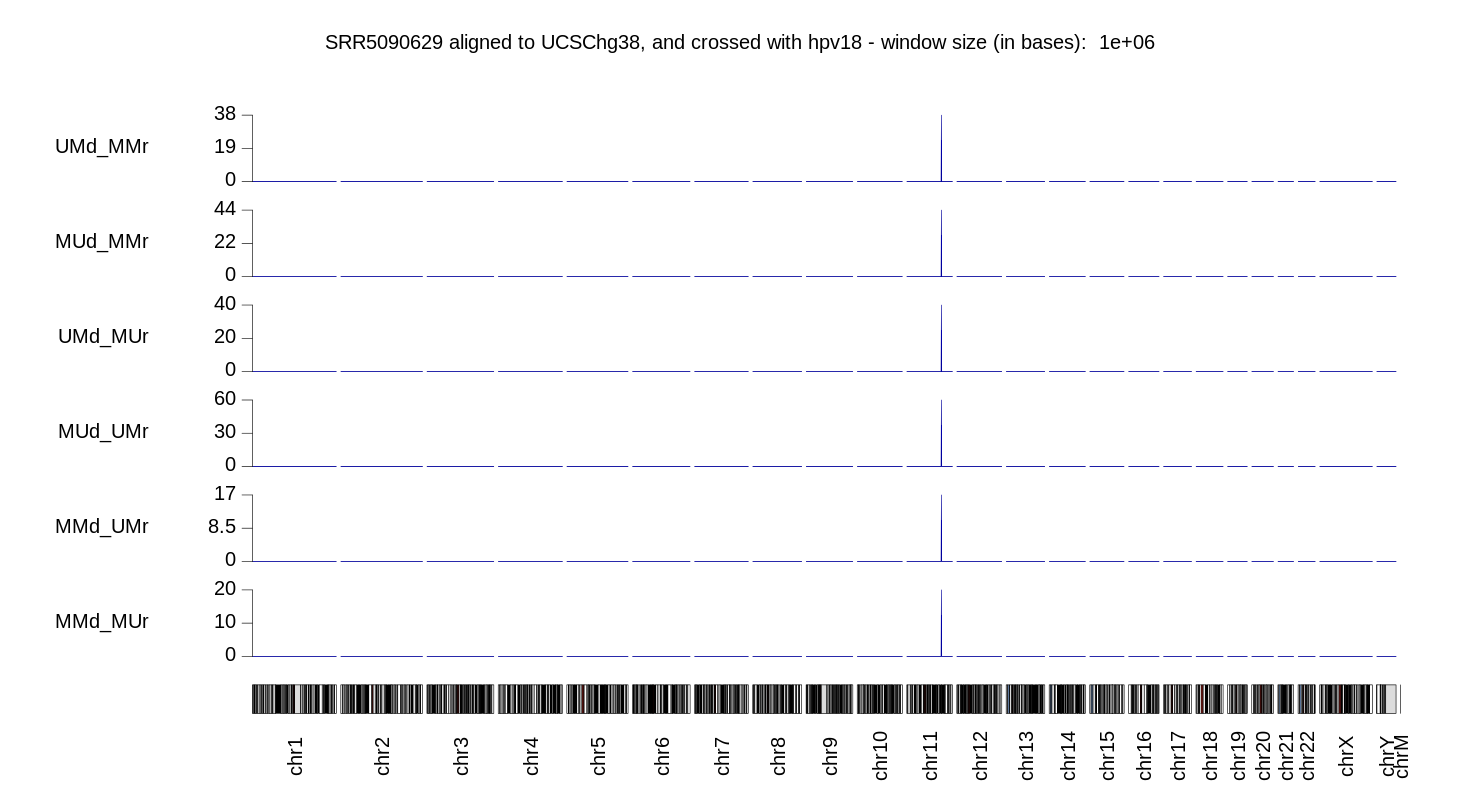 SRR5090629 aligned to UCSChg38, and crossed with hpv18 - window size (in bases):  1e+06
38
UMd_MMr
19
0
44
MUd_MMr
22
0
40
UMd_MUr
20
0
60
MUd_UMr
30
0
17
MMd_UMr
8.5
0
20
MMd_MUr
10
0
chr1
chr2
chr3
chr4
chr5
chr6
chr7
chr8
chr9
chr10
chr11
chr12
chr13
chr14
chr15
chr16
chr17
chr18
chr19
chr20
chr21
chr22
chrX
chrY
chrM